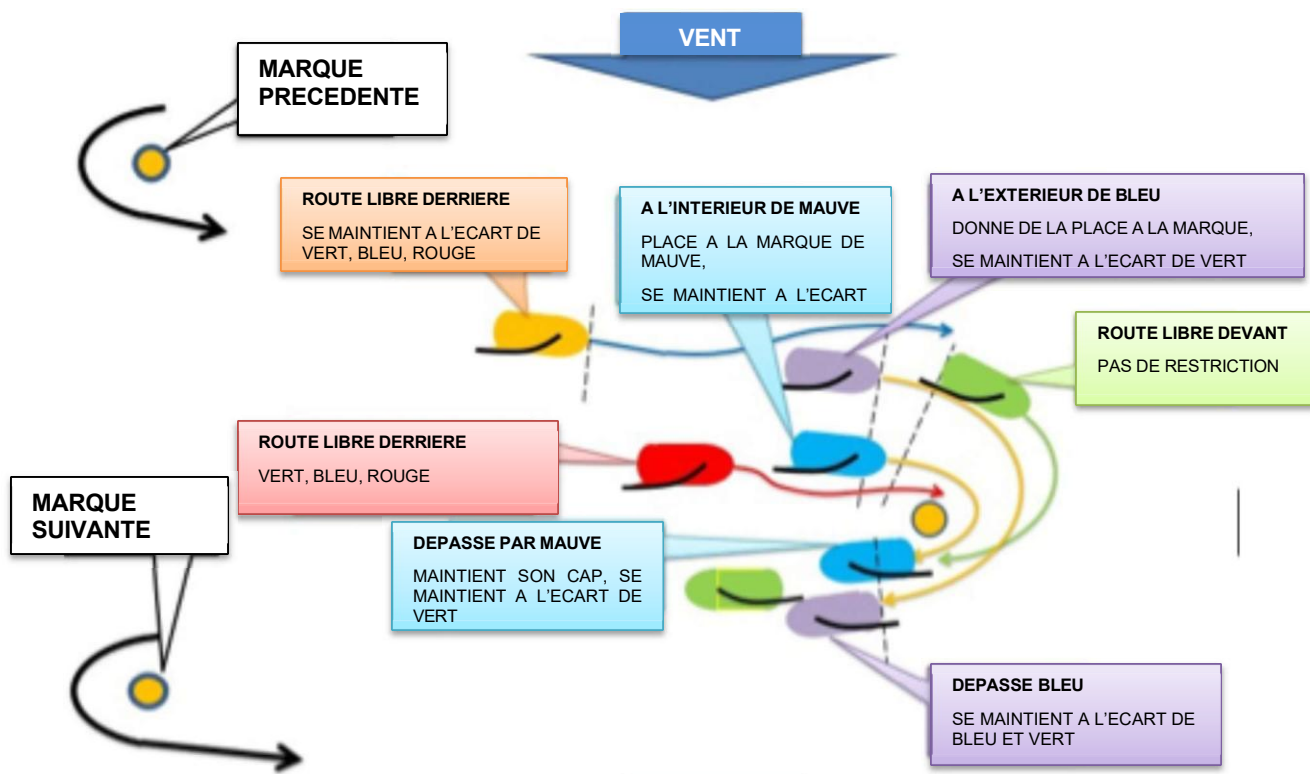 VENT
MARQUE
PRECEDENTE
ROUTE LIBRE DERRIERE
SE MAINTIENT A L'ECART DE
VERT, BLEU, ROUGE
A L'INTERIEUR DE MAUVE
PLACE A LA MARQUE DE
MAUVE,
SE MAINTIENT A L'ECART
A L'EXTERIEUR DE BLEU
DONNE DE LA PLACE A LA MARQUE,
SE MAINTIENT A L'ECART DE VERT
ROUTE LIBRE DEVANT
PAS DE RESTRICTION
ROUTE LIBRE DERRIERE
VERT, BLEU, ROUGE
MARQUE
SUIVANTE
DEPASSE PAR MAUVE
MAINTIENT SON CAP, SE
MAINTIENT A L'ECART DE
VERT
DEPASSE BLEU
SE MAINTIENT A L'ECART DE
BLEU ET VERT